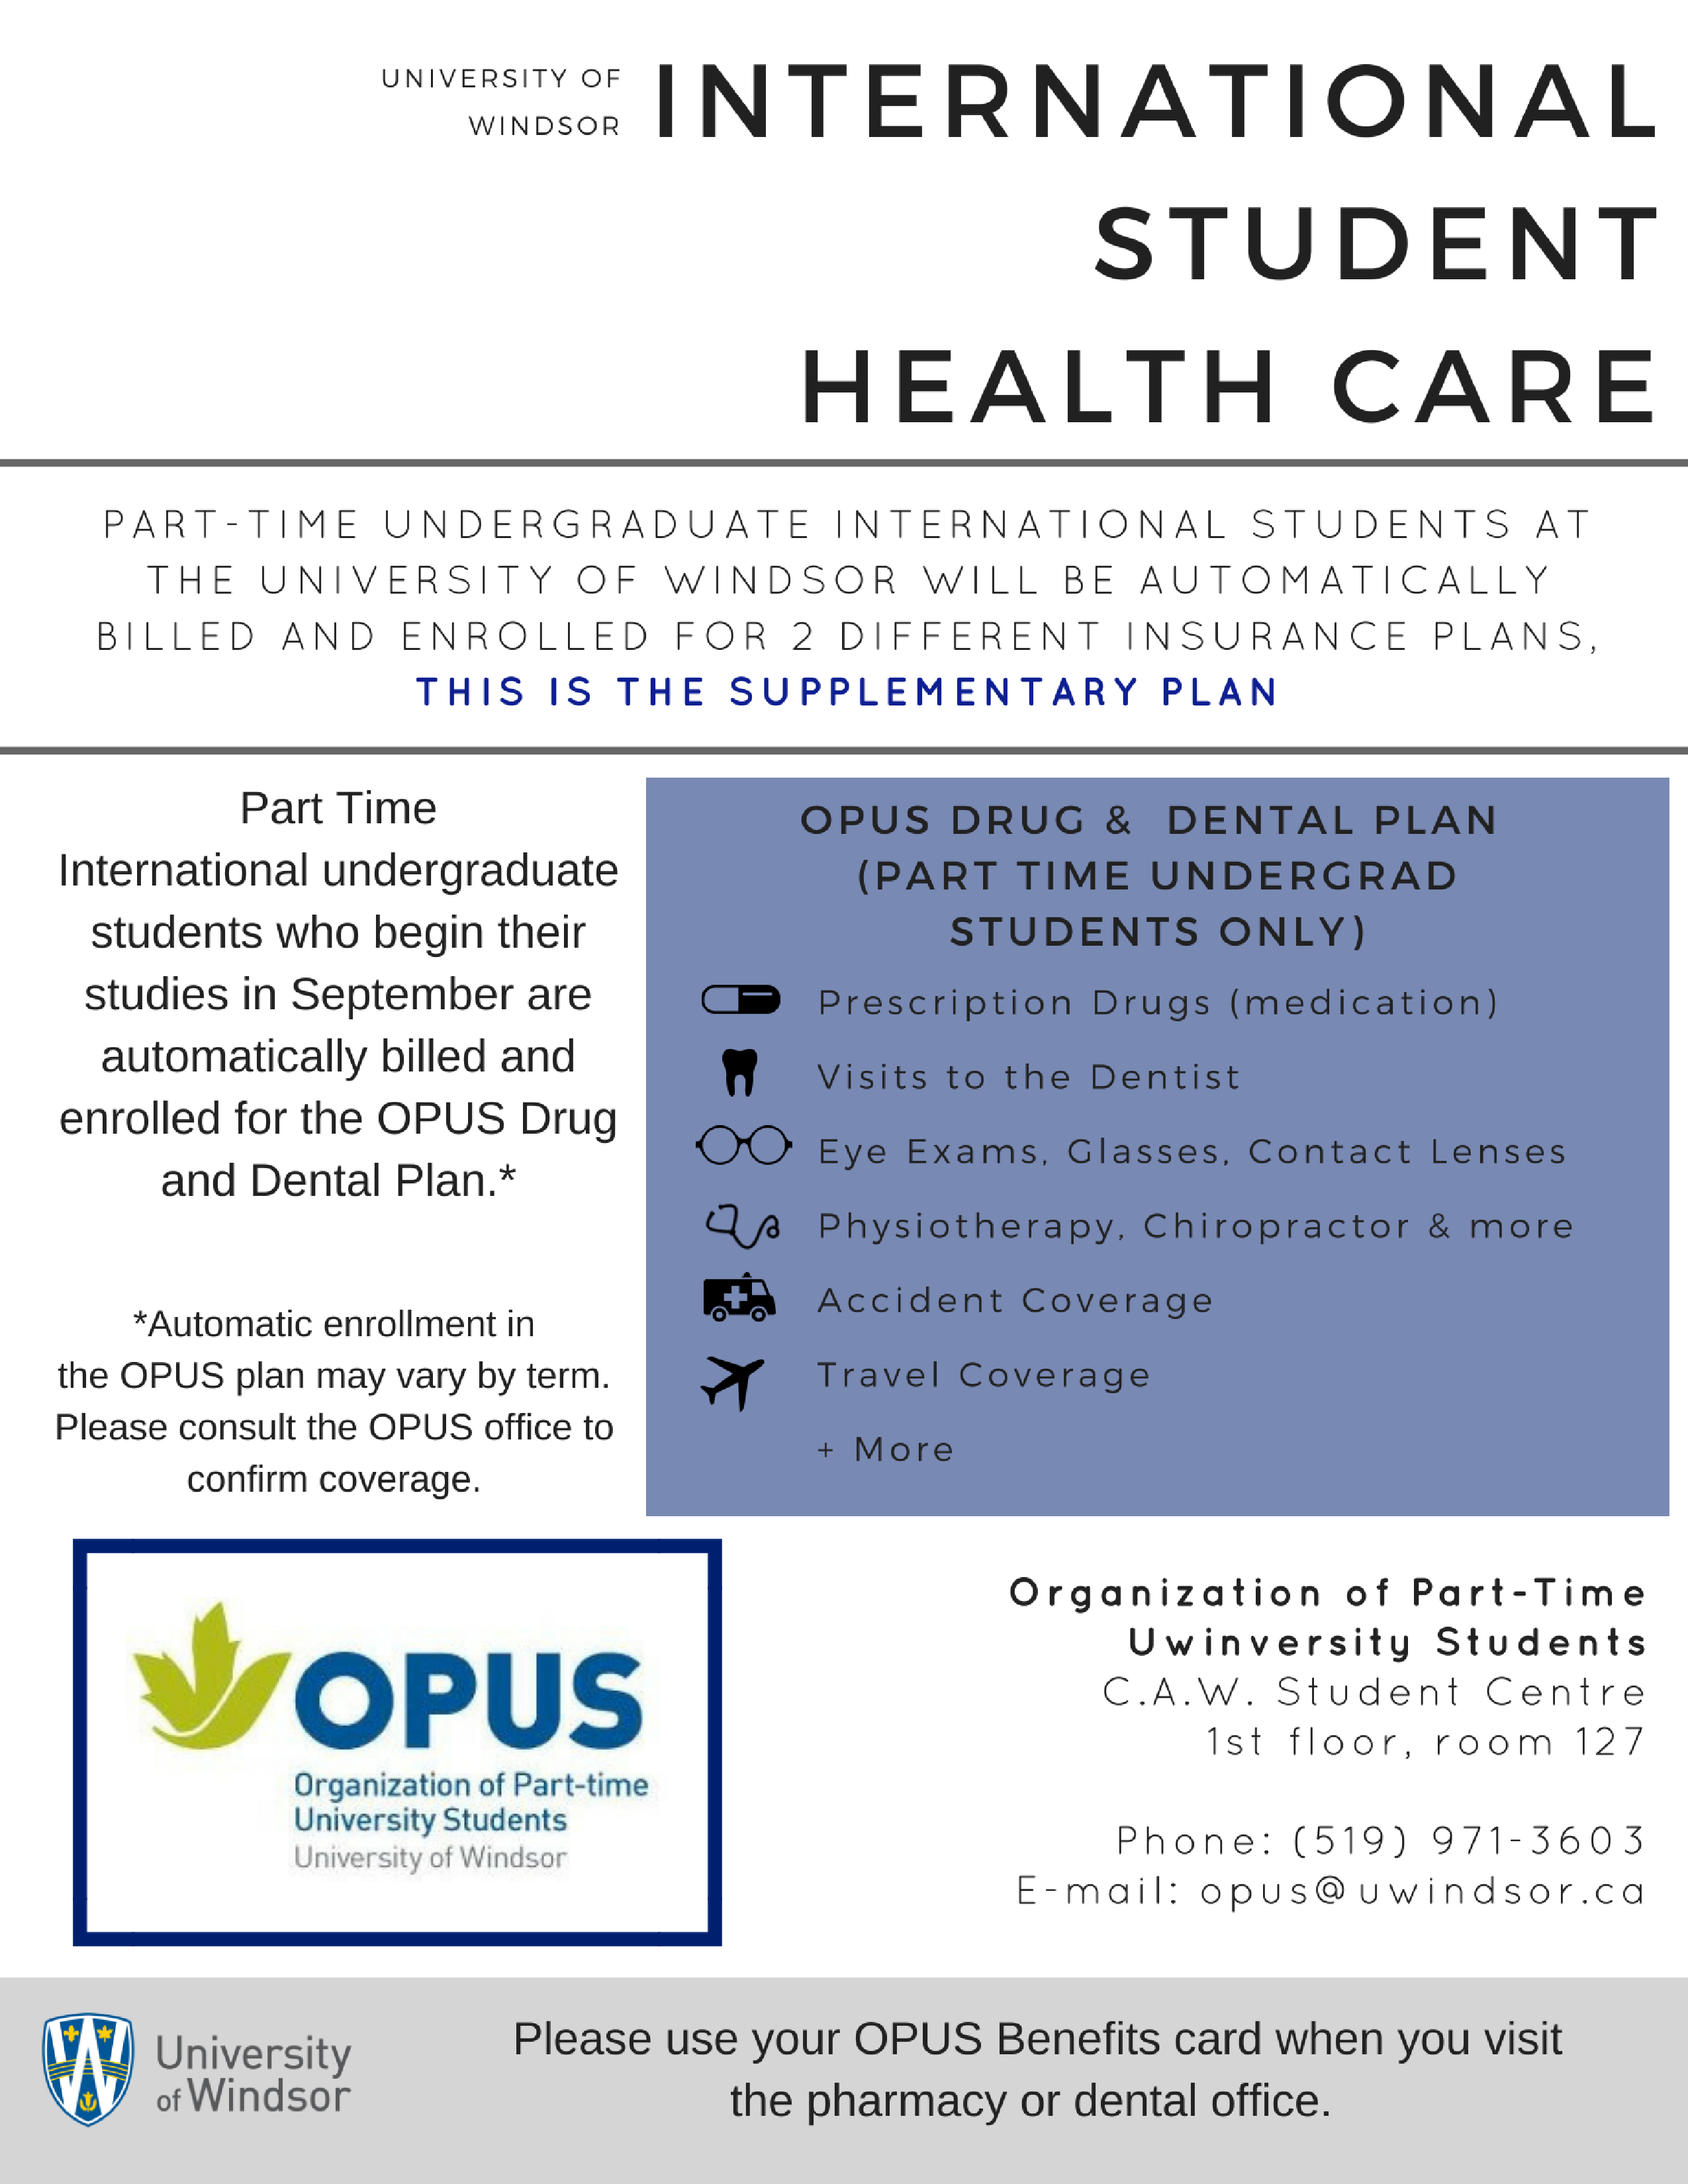 UNIVERSITY OF
WINDSOR
INTERNATIONAL
STUDENT
HEALTH CARE
PART-TIME UNDERGRADUATE INTERNATIONAL STUDENTS AT
THE UNIVERSITY OF WINDSOR WILL BE AUTOMATICALLY
BILLED AND ENROLLED FOR 2 DIFFERENT INSURANCE PLANS,
THIS IS THE SUPPLEMENTARY PLAN
Part Time
International undergraduate
students who begin their
studies in September are
automatically billed and
enrolled for the OPUS Drug
and Dental Plan.*
*Automatic enrollment in
the OPUS plan may vary by term.
Please consult the OPUS office to
confirm coverage.
OPUS DRUG & DENTAL PLAN
(PART TIME UNDERGRAD
STUDENTS ONLY)
Prescription Drugs (medication)
Visits to the Dentist
Eye Exams, Glasses, Contact Lenses
Physiotherapy, Chiropractor & more
Accident Coverage
Travel Coverage
+ More
OPUS
Organization of Part-time
University Students
University of Windsor
Organization of Part-Time
Uwinversity Students
C.A.W. Student Centre
1st floor, room 127
Phone: (519) 971-3603
E-mail: opus@uwindsor.ca
University
of Windsor
Please use your OPUS Benefits card when you visit
the pharmacy or dental office.